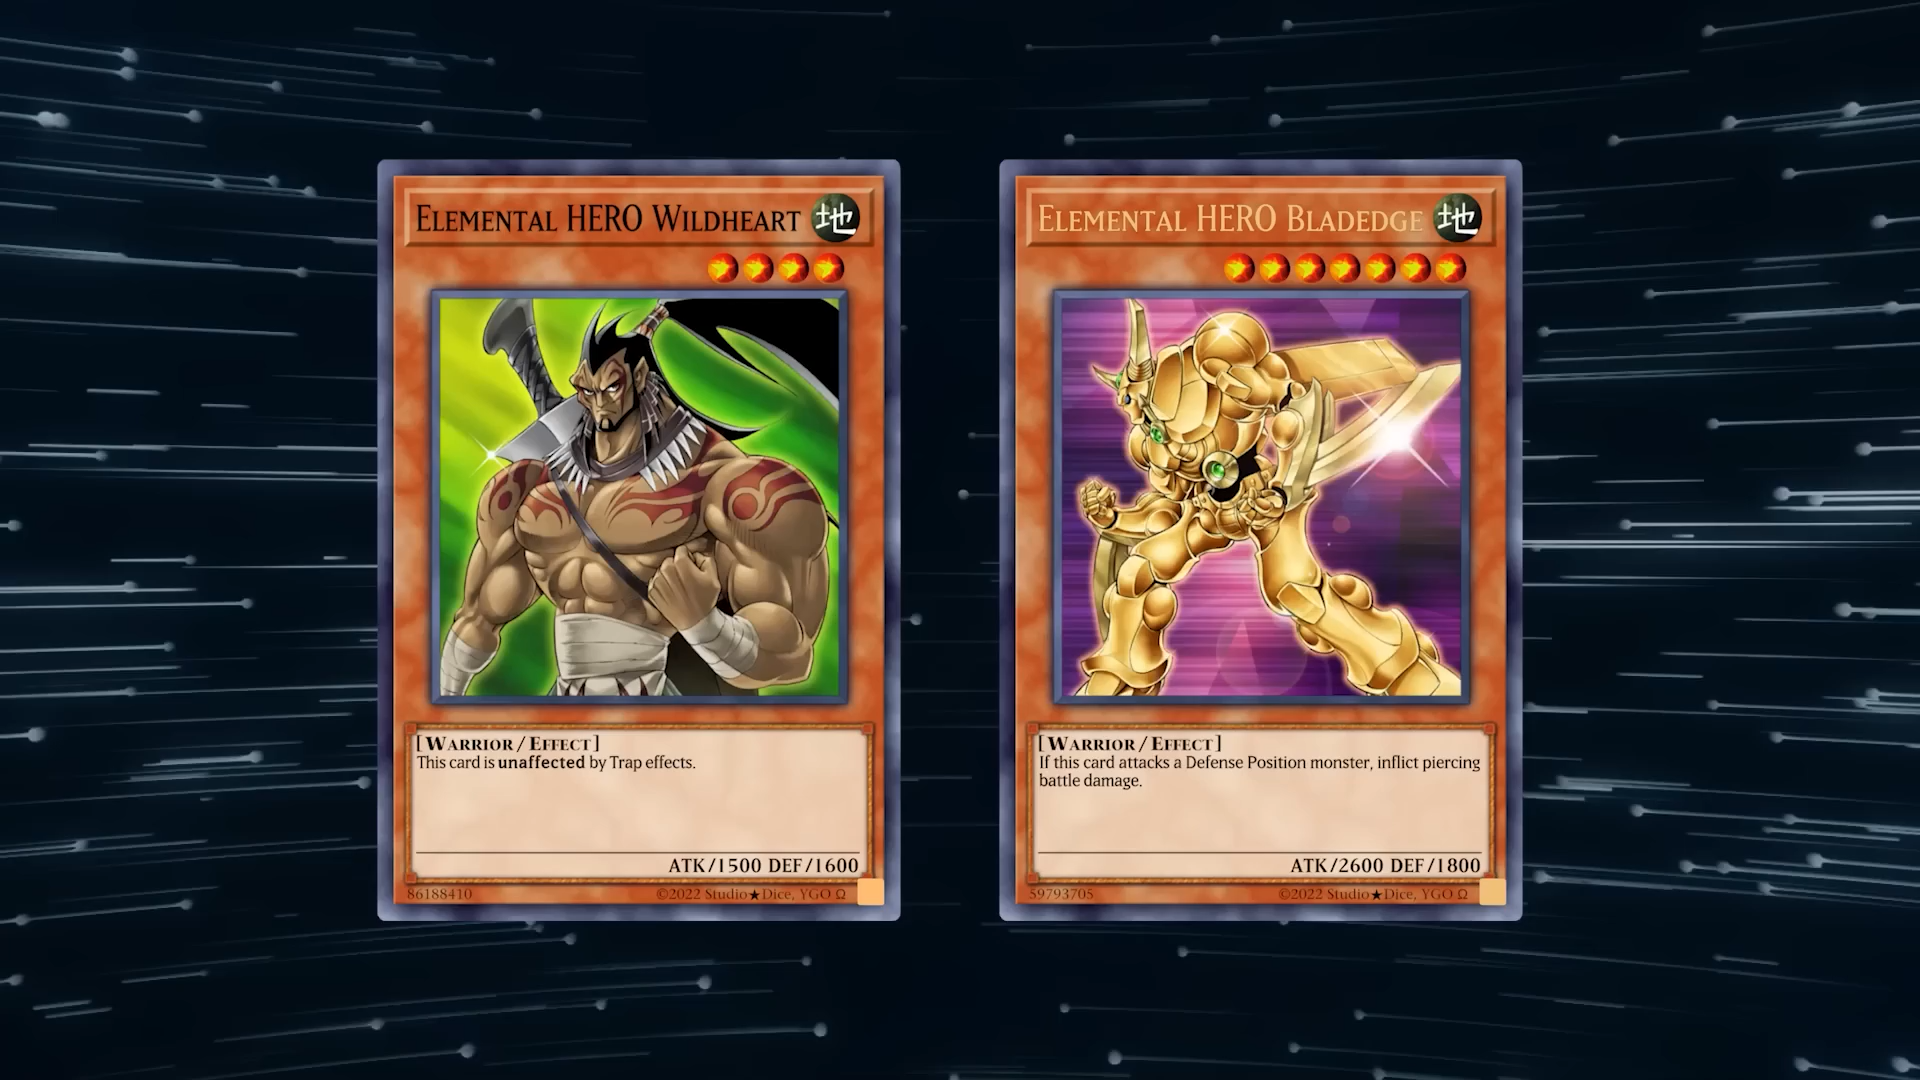 Elemental HERO Wildheart 地
[Warrior/Effect]
This card is unaffected by Trap effects.
ATK/1500 DEF/1600
86188410 ©2022 Studio★Dice, YGO Ω
Elemental HERO Bladedge 地
[Warrior/Effect]
If this card attacks a Defense Position monster, inflict piercing
battle damage.
ATK/2600 DEF/1800
59793705 ©2022 Studio★Dice, YGO Ω